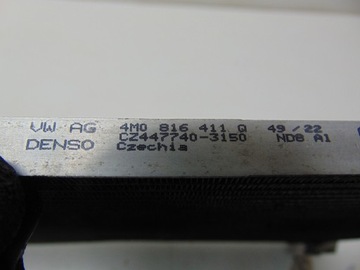 VW AG 4M0 816 411 Q 49/22
DENSO CZ447740-3150 ND8 A1
Czechia